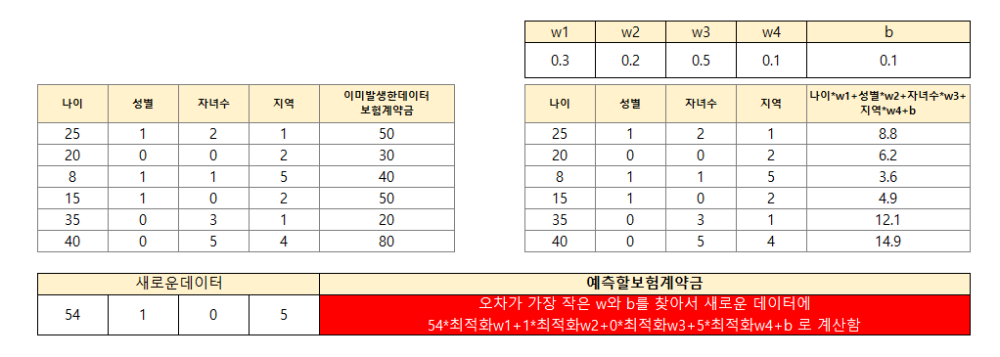 w1 w2 w3 w4 b
0.3 0.2 0.5 0.1 0.1
나이 성별 자녀수 지역 이미발생한데이터
보험계약금
25 1 2 1 50
20 0 0 2 30
8 1 1 5 40
15 1 0 2 50
35 0 3 1 20
40 0 5 4 80
나이 성별 자녀수 지역 나이*w1+성별*w2+자녀수*w3+
지역*w4+b
25 1 2 1 8.8
20 0 0 2 6.2
8 1 1 5 3.6
15 1 0 2 4.9
35 0 3 1 12.1
40 0 5 4 14.9
새로운데이터 예측할보험계약금
54 1 0 5 오차가 가장 작은 w와 b를 찾아서 새로운 데이터에
54*최적화w1+1*최적화w2+0*최적화w3+5*최적화w4+b 로 계산함